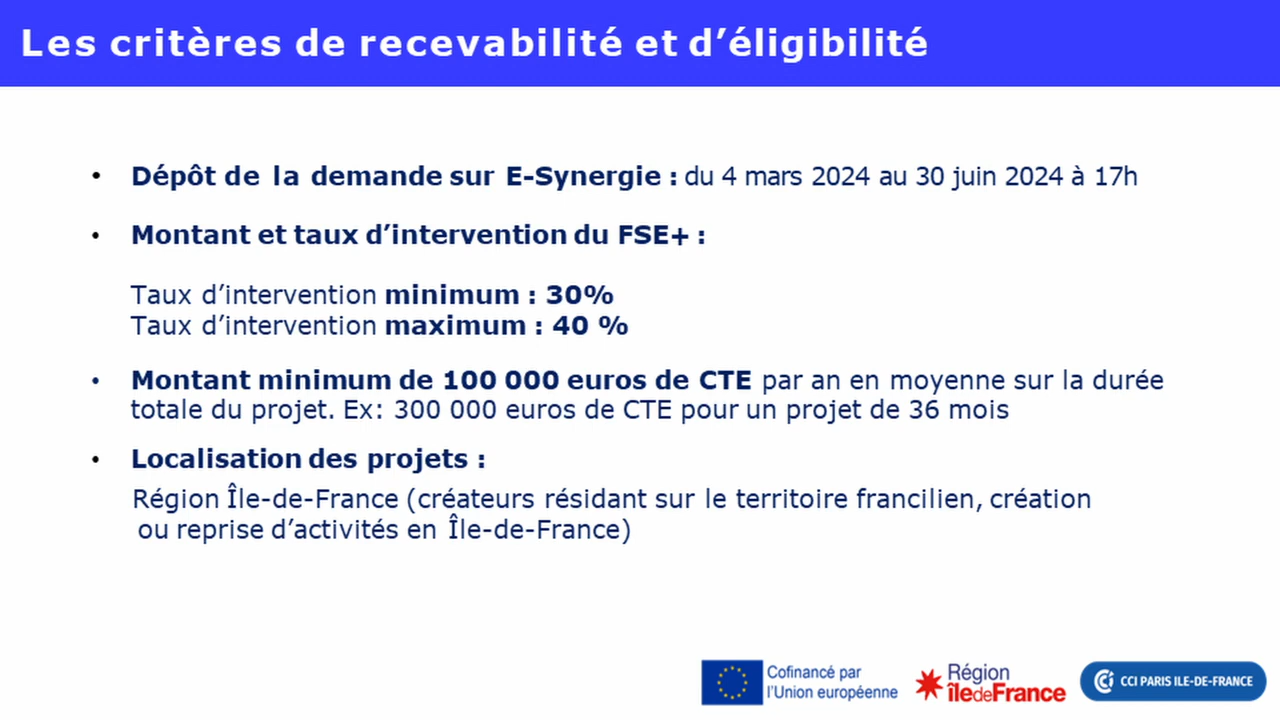 Les critères de recevabilité et d’éligibilité
• Dépôt de la demande sur E-Synergie : du 4 mars 2024 au 30 juin 2024 à 17h
• Montant et taux d’intervention du FSE+ :
Taux d’intervention minimum : 30%
Taux d’intervention maximum : 40 %
• Montant minimum de 100 000 euros de CTE par an en moyenne sur la durée
totale du projet. Ex: 300 000 euros de CTE pour un projet de 36 mois
• Localisation des projets :
Région Île-de-France (créateurs résidant sur le territoire francilien, création
ou reprise d’activités en Île-de-France)
Cofinancé par
l’Union européenne
Région
îledeFrance
CCI PARIS ILE-DE-FRANCE